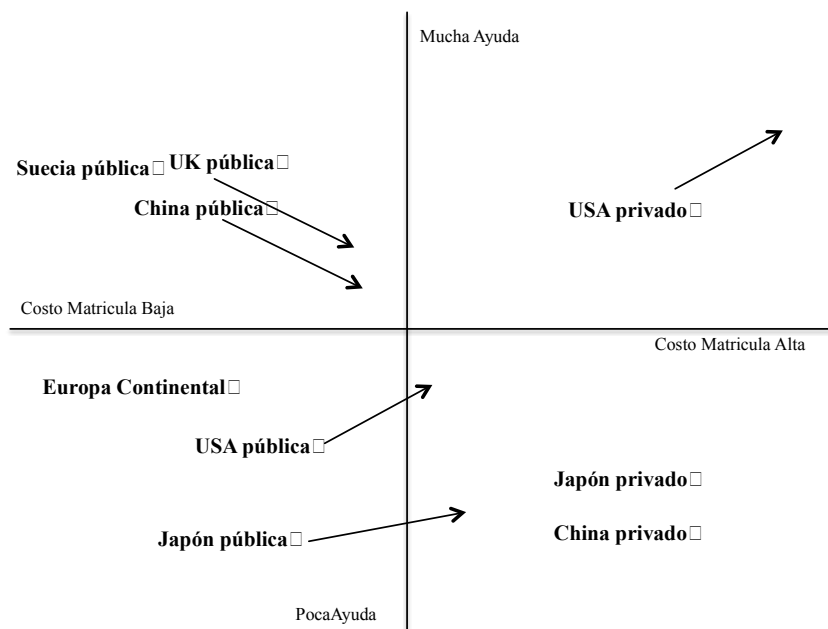 Mucha Ayuda
Suecia pública
UK pública
China pública
USA privado
Costo Matricula Baja
Costo Matricula Alta
Europa Continental
USA pública
Japón privado
Japón pública
China privado
PocaAyuda